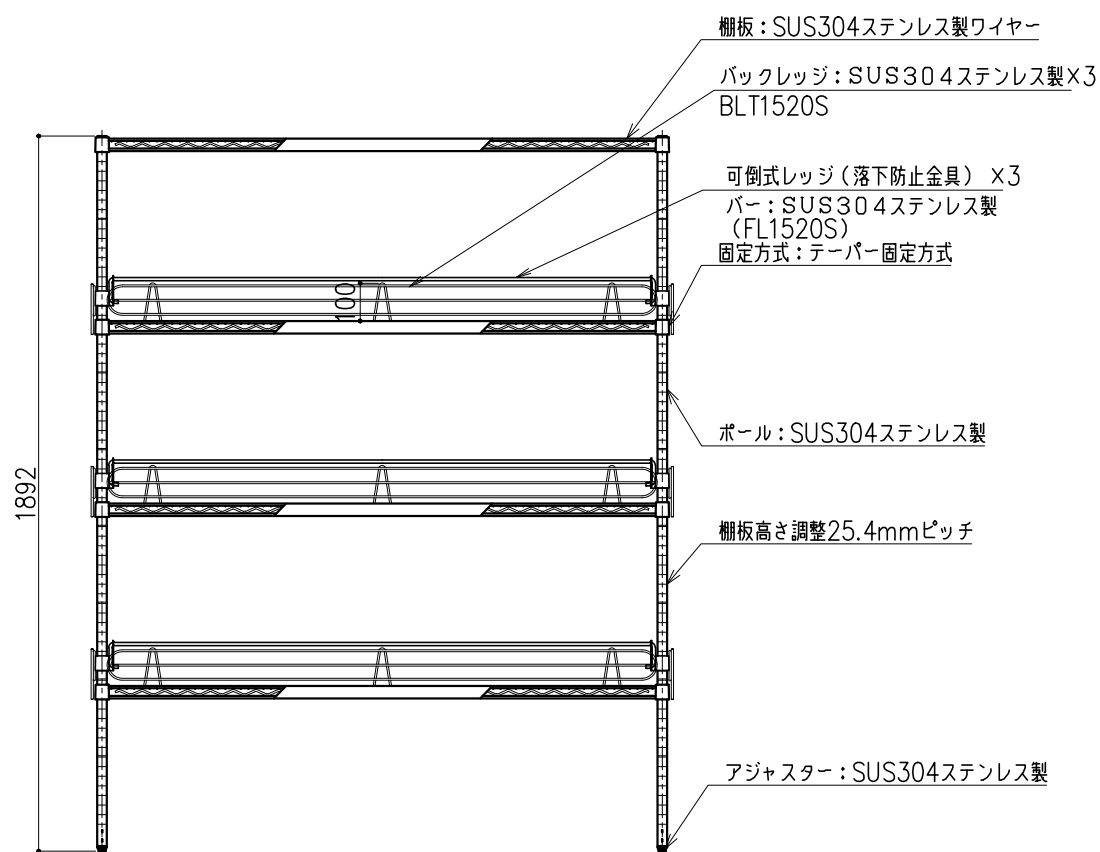 棚板：SUS304ステンレス製ワイヤー
バックレッジ：ＳＵＳ３０４ステンレス製×3
BLT1520S
可倒式レッジ（落下防止金具） ×3
バー：ＳＵＳ３０４ステンレス製
（FL1520S）
固定方式：テーパー固定方式
100
ポール：SUS304ステンレス製
1892
棚板高さ調整25.4mmピッチ
アジャスター：SUS304ステンレス製